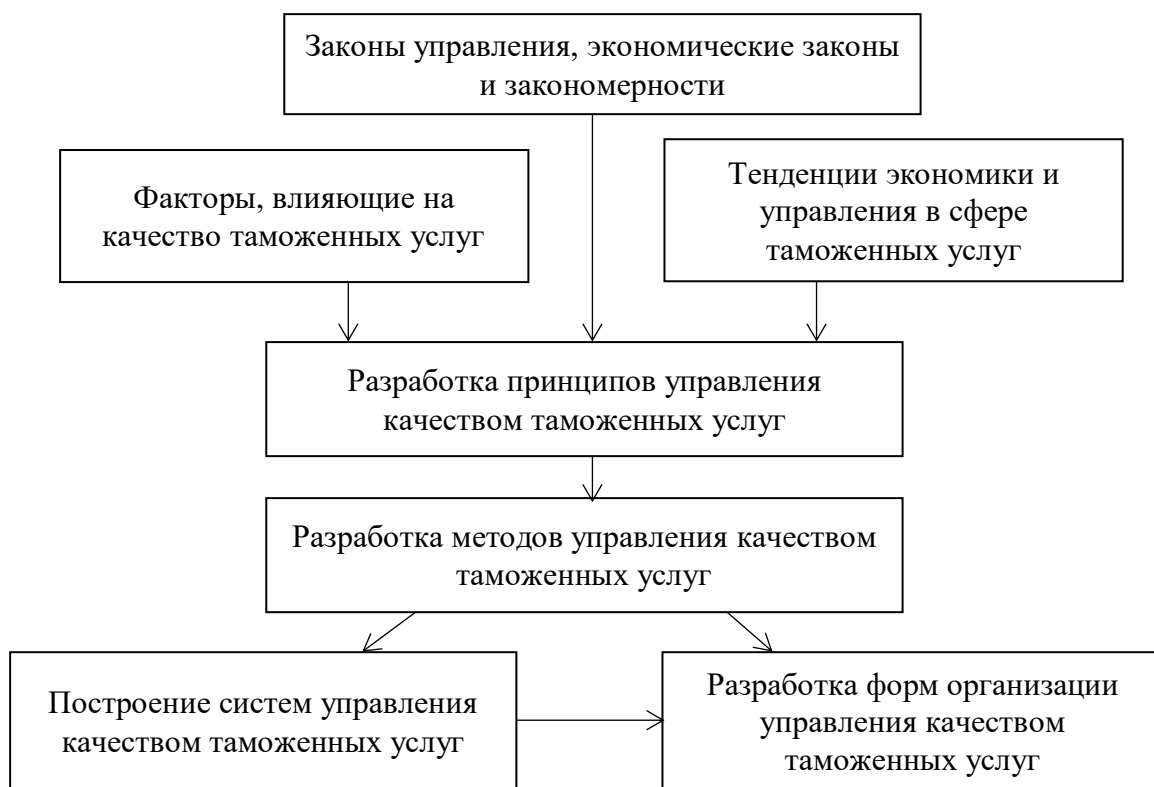 Законы управления, экономические законы
и закономерности
Факторы, влияющие на
качество таможенных услуг
Тенденции экономики и
управления в сфере
таможенных услуг
Разработка принципов управления
качеством таможенных услуг
Разработка методов управления качеством
таможенных услуг
Построение систем управления
качеством таможенных услуг
Разработка форм организации
управления качеством
таможенных услуг